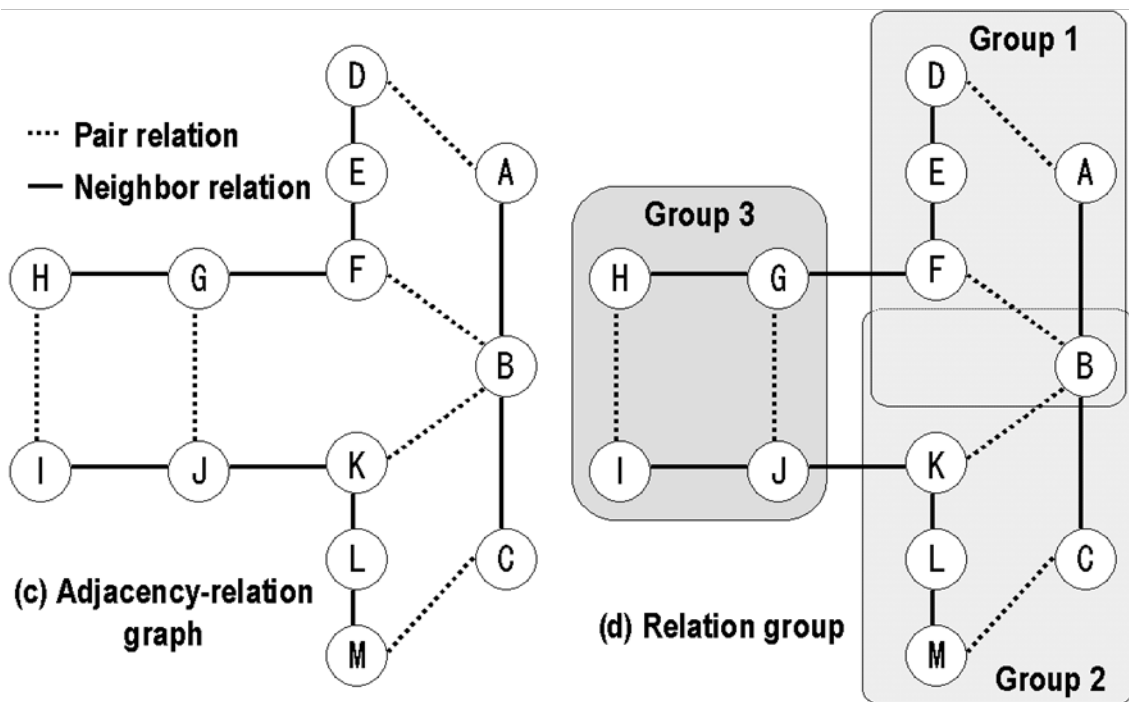 D
E
F
A
B
C
H
G
I
J
K
L
M
Pair relation
Neighbor relation
(c) Adjacency-relation
graph
Group 1
D
E
F
A
B
Group 3
H
G
I
J
K
L
M
C
Group 2
(d) Relation group